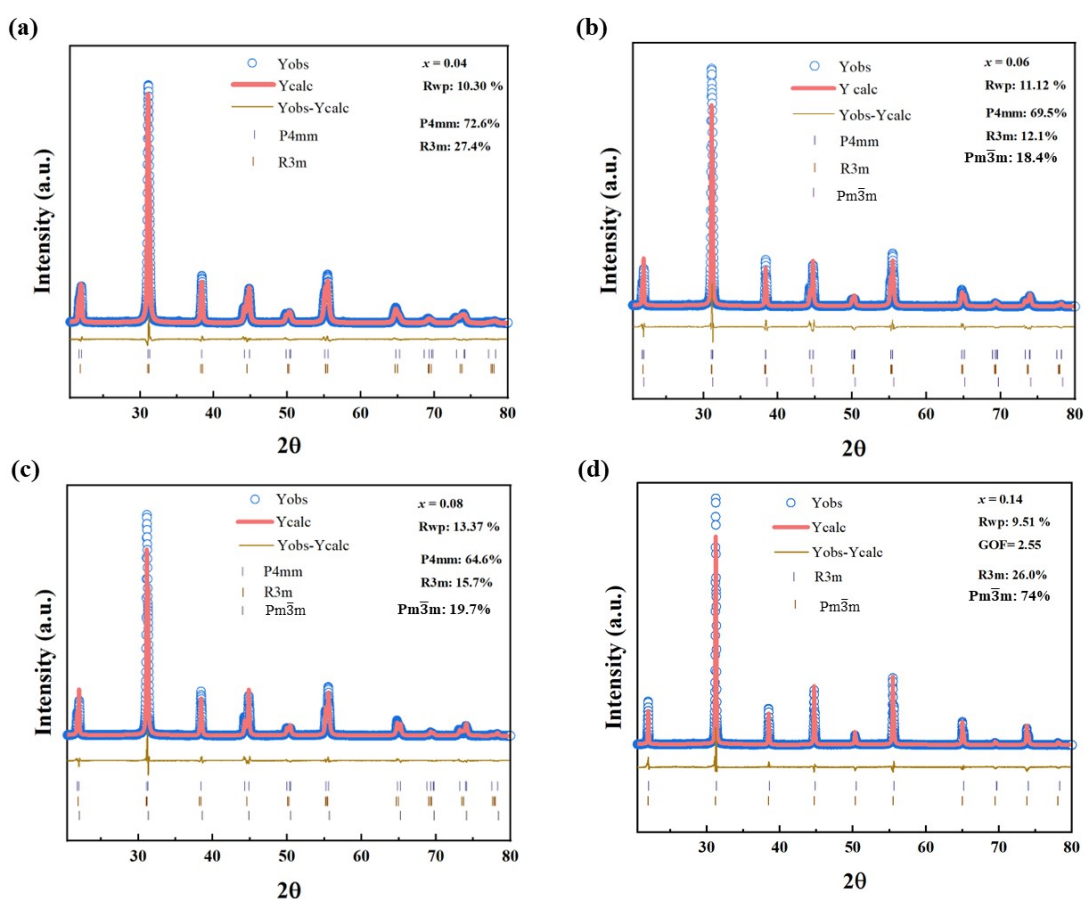 (a)
Yobs
Ycalc
Yobs-Ycalc
P4mm
R3m
x = 0.04
Rwp: 10.30 %
P4mm: 72.6%
R3m: 27.4%
Intensity (a.u.)
30 40 50 60 70 80
2θ
(b)
Yobs
Y calc
Yobs-Ycalc
P4mm
R3m
Pm3̅m
x = 0.06
Rwp: 11.12 %
P4mm: 69.5%
R3m: 12.1%
Pm3̅m: 18.4%
Intensity (a.u.)
30 40 50 60 70 80
2θ
(c)
Yobs
Ycalc
Yobs-Ycalc
P4mm
R3m
Pm3̅m
x = 0.08
Rwp: 13.37 %
P4mm: 64.6%
R3m: 15.7%
Pm3̅m: 19.7%
Intensity (a.u.)
30 40 50 60 70 80
2θ
(d)
Yobs
Ycalc
Yobs-Ycalc
R3m
Pm3̅m
x = 0.14
Rwp: 9.51 %
GOF= 2.55
R3m: 26.0%
Pm3̅m: 74%
Intensity (a.u.)
30 40 50 60 70 80
2θ